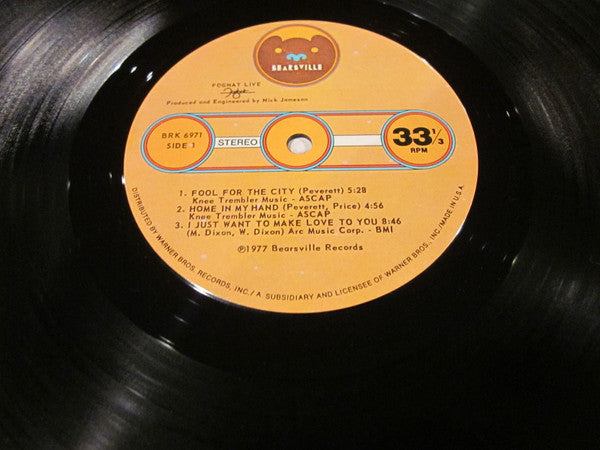 BEARSVILLE
FOGHAT LIVE
Foghat
Produced and Engineered by Nick Jameson
BRK 6971
SIDE 1
STEREO
33 1/3
RPM
1. FOOL FOR THE CITY (Peverett) 5:28
Knee Trembler Music - ASCAP
2. HOME IN MY HAND (Peverett, Price) 4:56
Knee Trembler Music - ASCAP
3. I JUST WANT TO MAKE LOVE TO YOU 8:46
(M. Dixon, W. Dixon) Arc Music Corp. - BMI
℗1977 Bearsville Records
DISTRIBUTED BY WARNER BROS. RECORDS, INC./A SUBSIDIARY AND LICENSEE OF WARNER BROS., INC./MADE IN U.S.A.